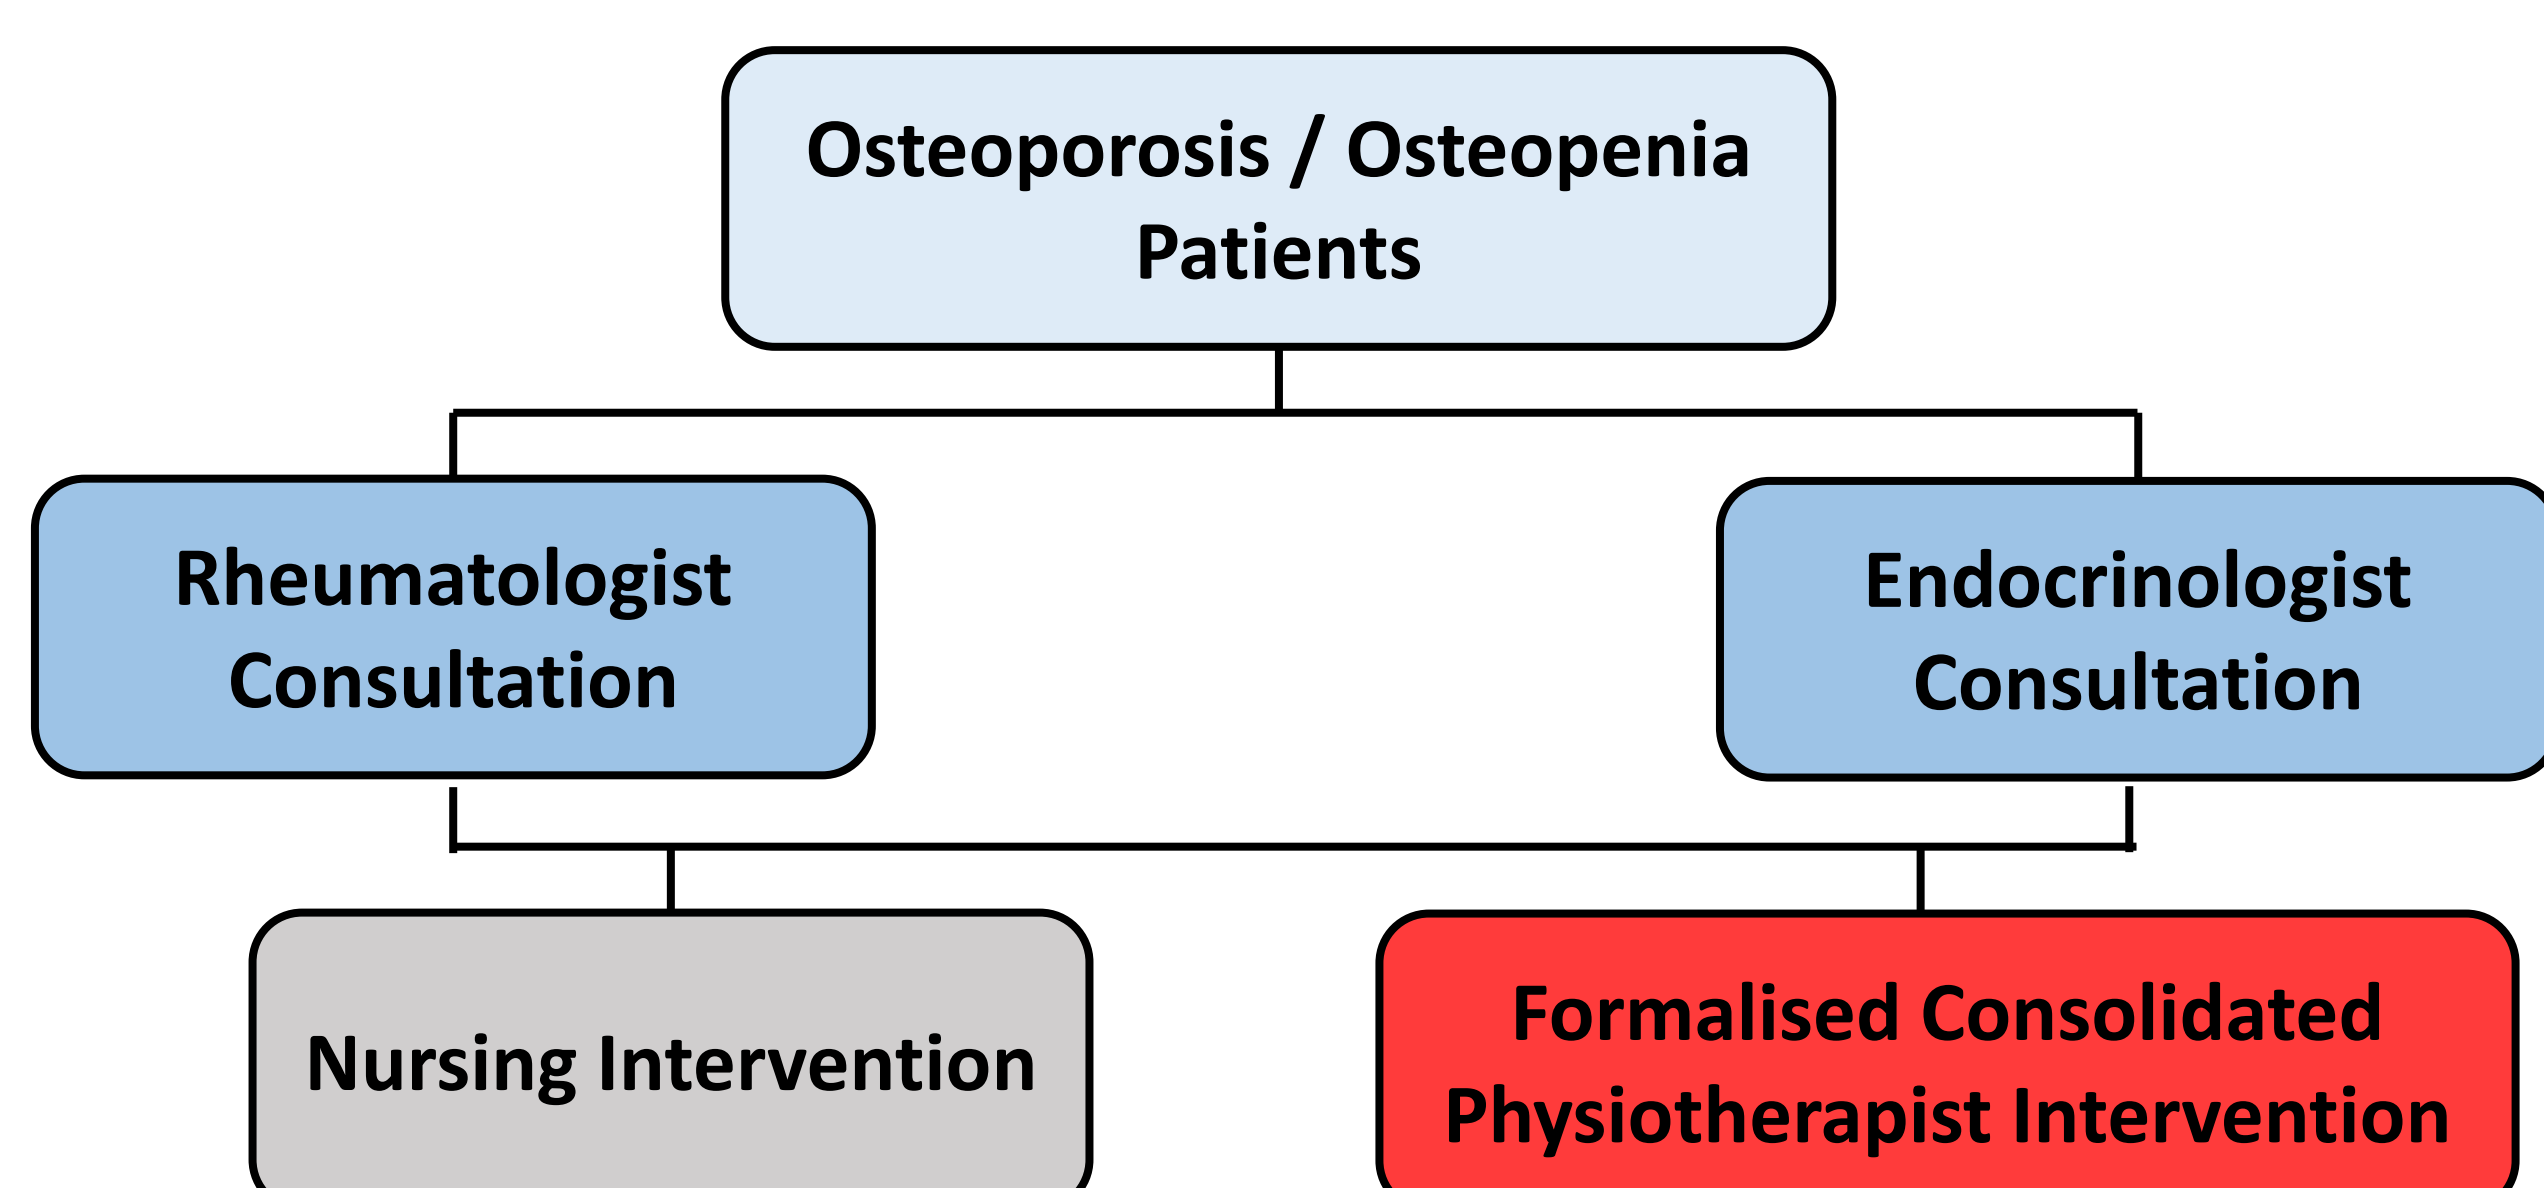 Osteoporosis / Osteopenia
Patients
Rheumatologist
Consultation
Endocrinologist
Consultation
Nursing Intervention
Formalised Consolidated
Physiotherapist Intervention